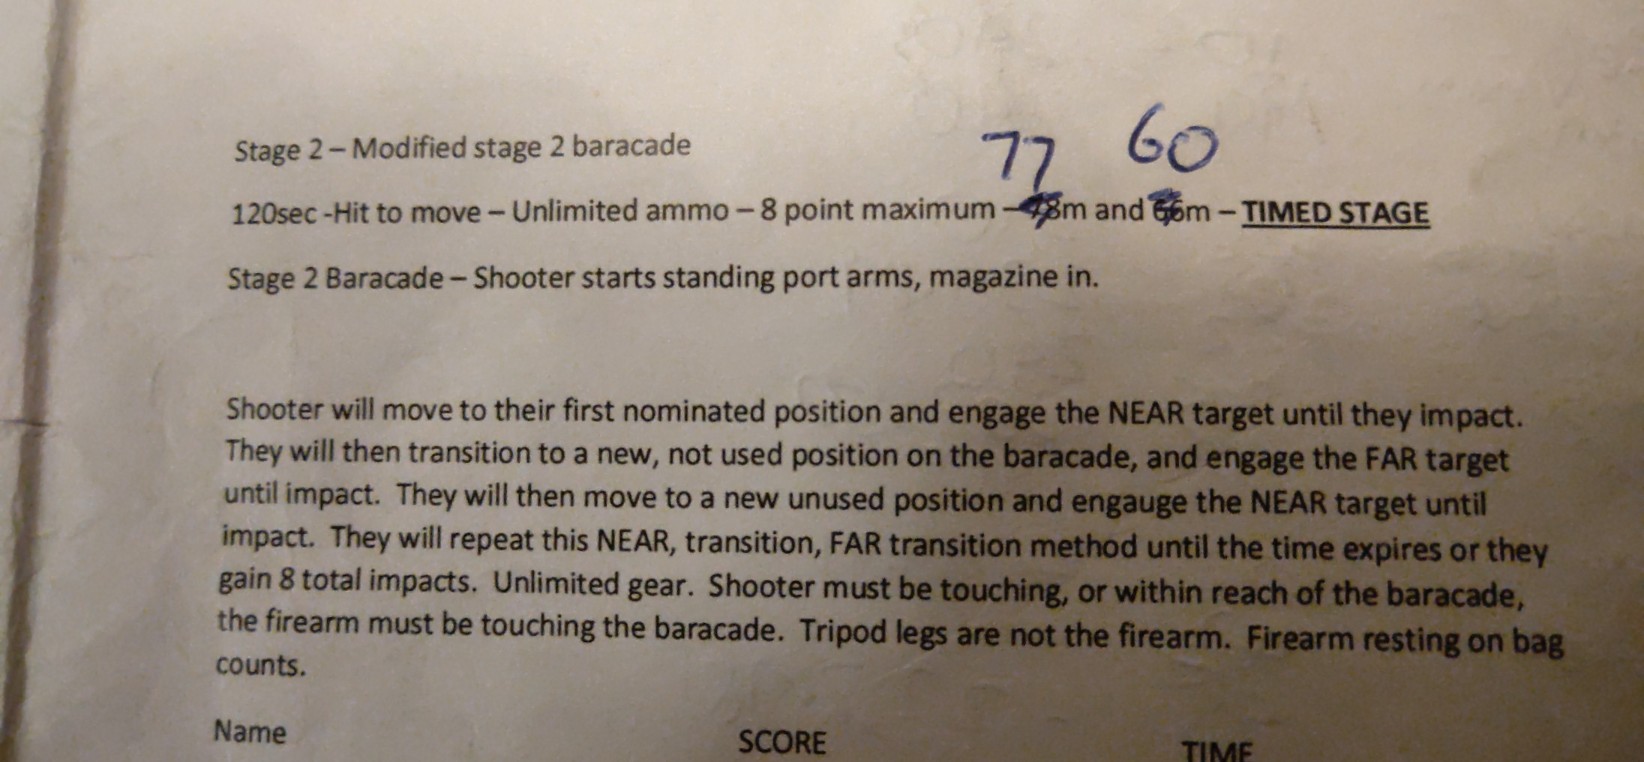 Stage 2 – Modified stage 2 baracade
77 60
120sec -Hit to move – Unlimited ammo – 8 point maximum – m and m – TIMED STAGE
Stage 2 Baracade – Shooter starts standing port arms, magazine in.
Shooter will move to their first nominated position and engage the NEAR target until they impact.
They will then transition to a new, not used position on the baracade, and engage the FAR target
until impact. They will then move to a new unused position and engauge the NEAR target until
impact. They will repeat this NEAR, transition, FAR transition method until the time expires or they
gain 8 total impacts. Unlimited gear. Shooter must be touching, or within reach of the baracade,
the firearm must be touching the baracade. Tripod legs are not the firearm. Firearm resting on bag
counts.
Name SCORE TIME